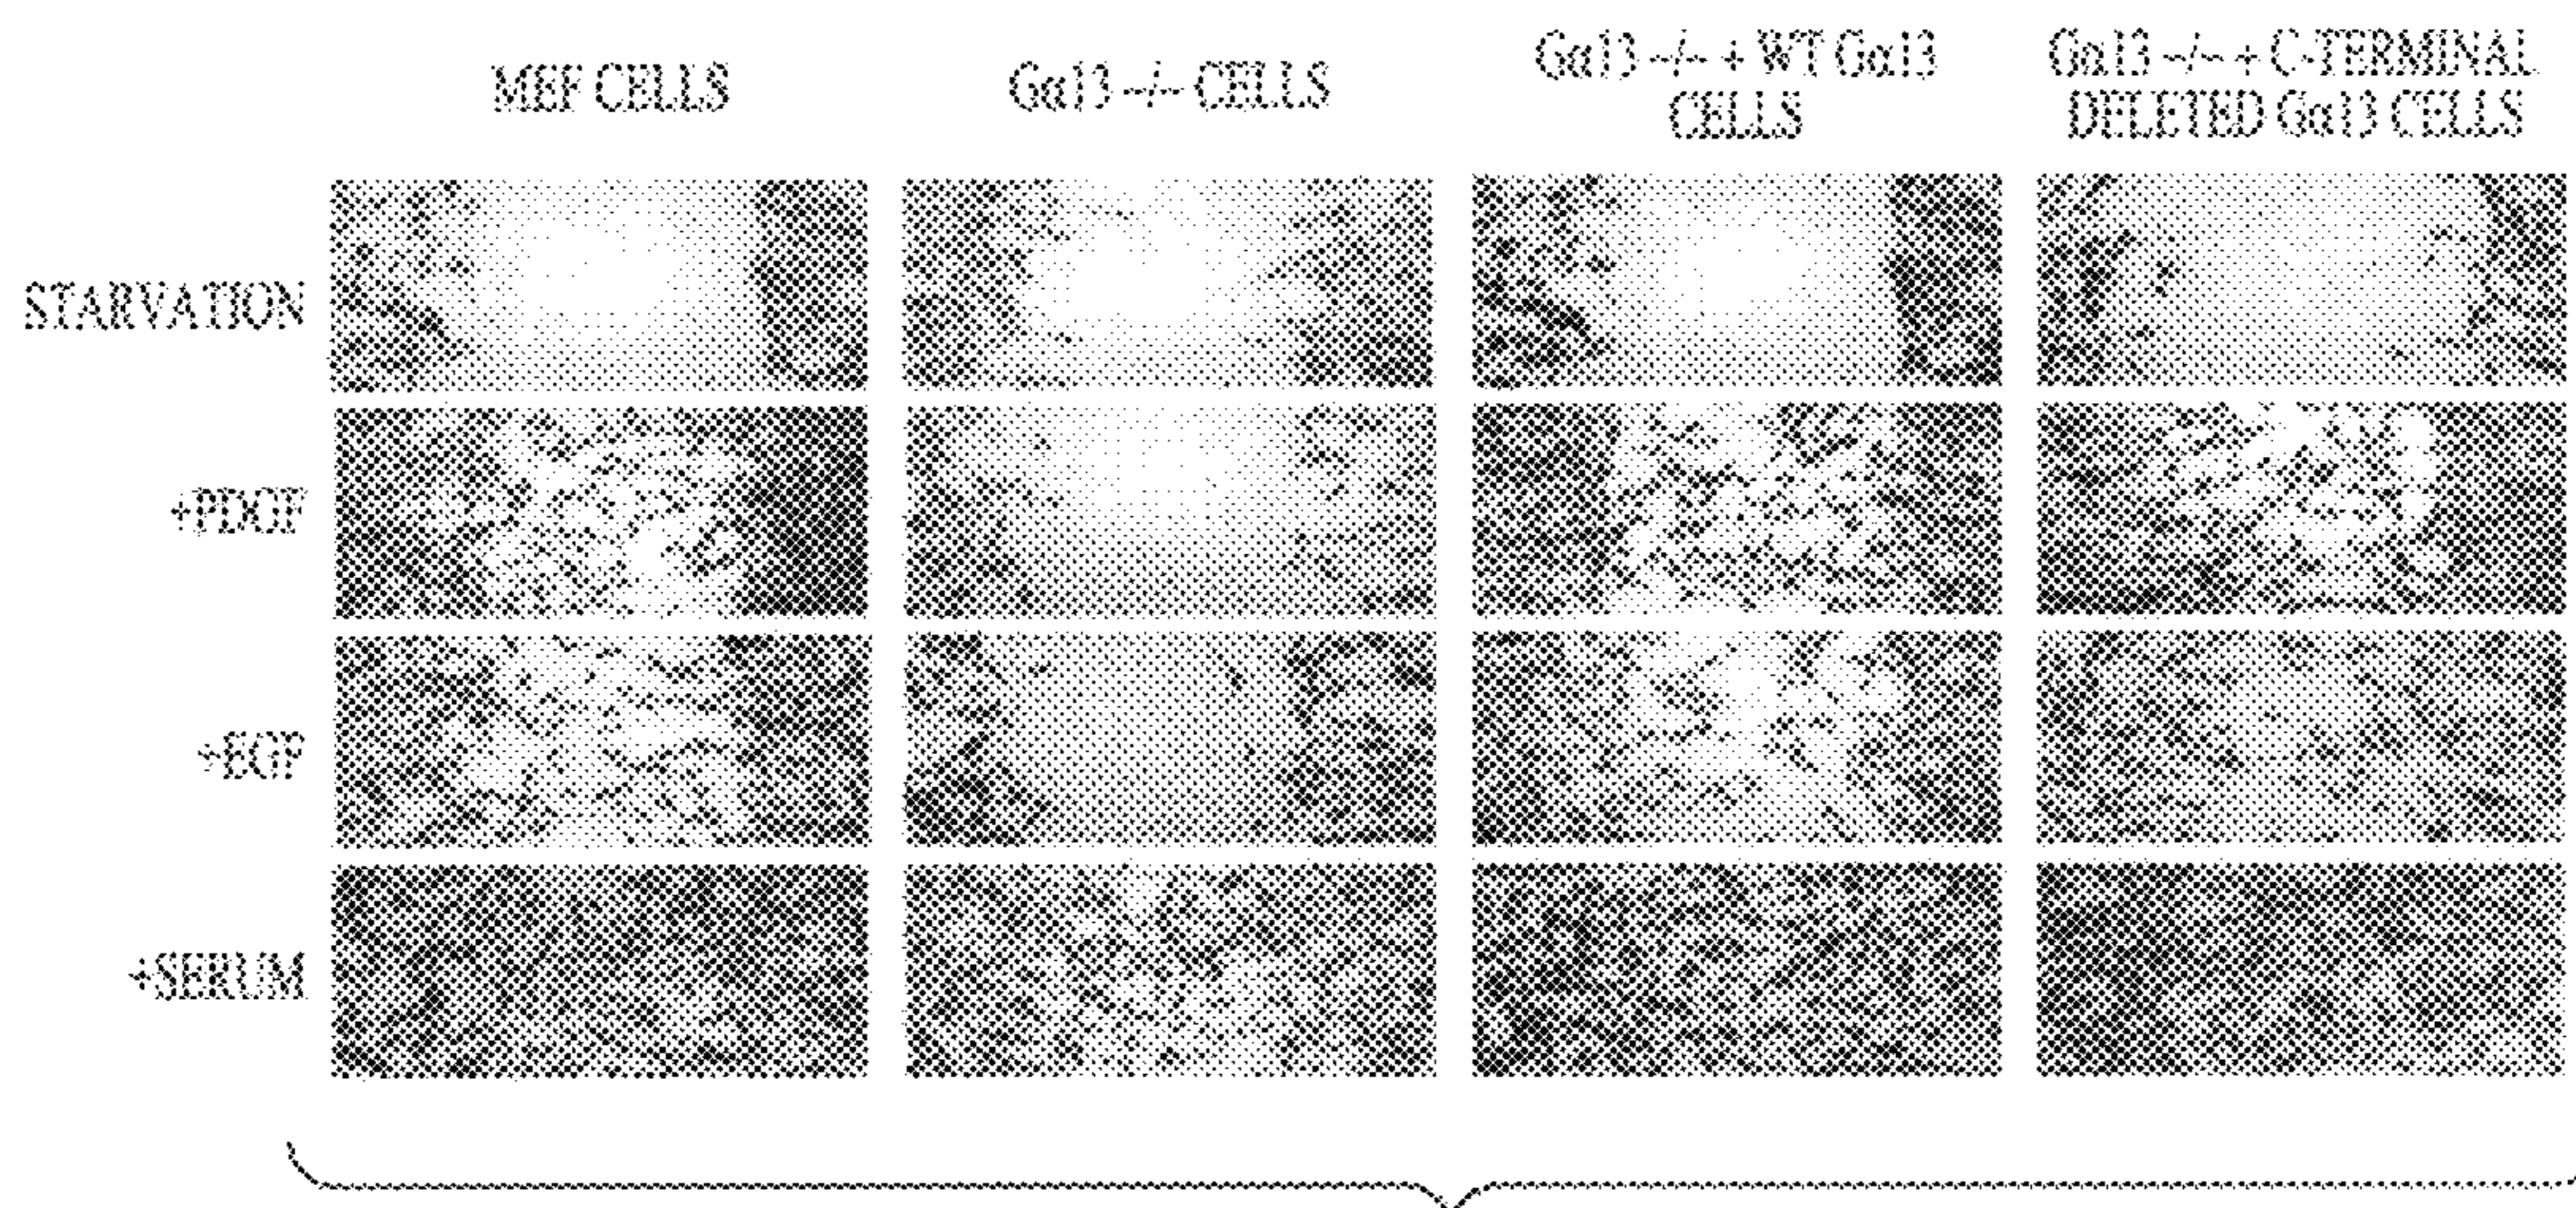 MEF CELLS
Gα13 -/- CELLS
Gα13 -/- + WT Gα13
CELLS
Gα13 -/- + C-TERMINAL
DELETED Gα13 CELLS
STARVATION
+PDGF
+EGF
+SERUM